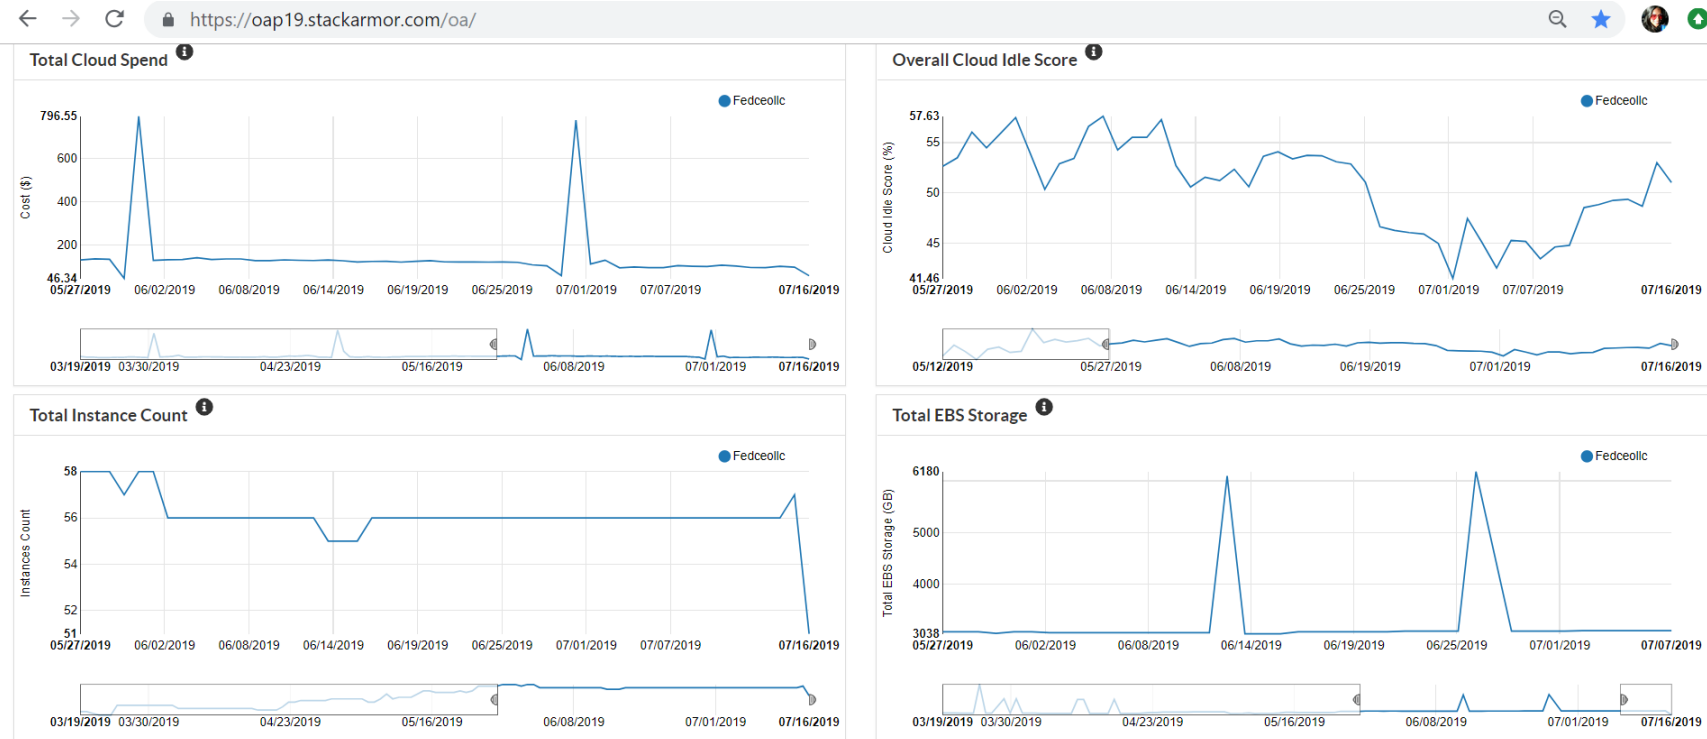 https://oap19.stackarmor.com/oa/
Total Cloud Spend
Fedceollc
796.55
600
400
200
46.34
Cost ($)
05/27/2019 06/02/2019 06/08/2019 06/14/2019 06/19/2019 06/25/2019 07/01/2019 07/07/2019 07/16/2019
03/19/2019 03/30/2019 04/23/2019 05/16/2019 06/08/2019 07/01/2019 07/16/2019
Overall Cloud Idle Score
Fedceollc
57.63
55
50
45
41.46
Cloud Idle Score (%)
05/27/2019 06/02/2019 06/08/2019 06/14/2019 06/19/2019 06/25/2019 07/01/2019 07/07/2019 07/16/2019
05/12/2019 05/27/2019 06/08/2019 06/19/2019 07/01/2019 07/16/2019
Total Instance Count
Fedceollc
58
56
54
52
51
Instances Count
05/27/2019 06/02/2019 06/08/2019 06/14/2019 06/19/2019 06/25/2019 07/01/2019 07/07/2019 07/16/2019
03/19/2019 03/30/2019 04/23/2019 05/16/2019 06/08/2019 07/01/2019 07/16/2019
Total EBS Storage
Fedceollc
6180
5000
4000
3038
Total EBS Storage (GB)
05/27/2019 06/02/2019 06/08/2019 06/14/2019 06/19/2019 06/25/2019 07/01/2019 07/07/2019
03/19/2019 03/30/2019 04/23/2019 05/16/2019 06/08/2019 07/01/2019 07/16/2019